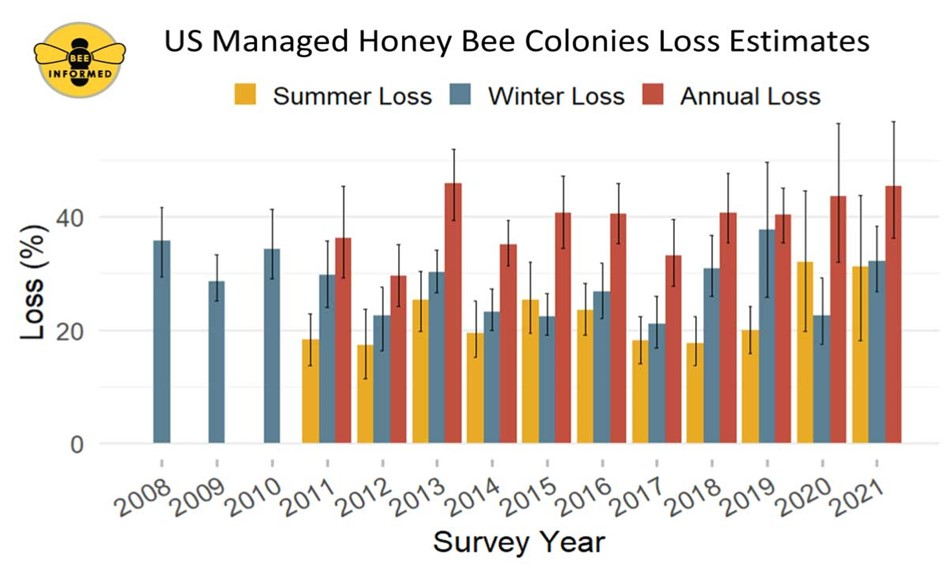 BEE
INFORMED
US Managed Honey Bee Colonies Loss Estimates
Summer Loss Winter Loss Annual Loss
Loss (%)
40
20
0
2008 2009 2010 2011 2012 2013 2014 2015 2016 2017 2018 2019 2020 2021
Survey Year